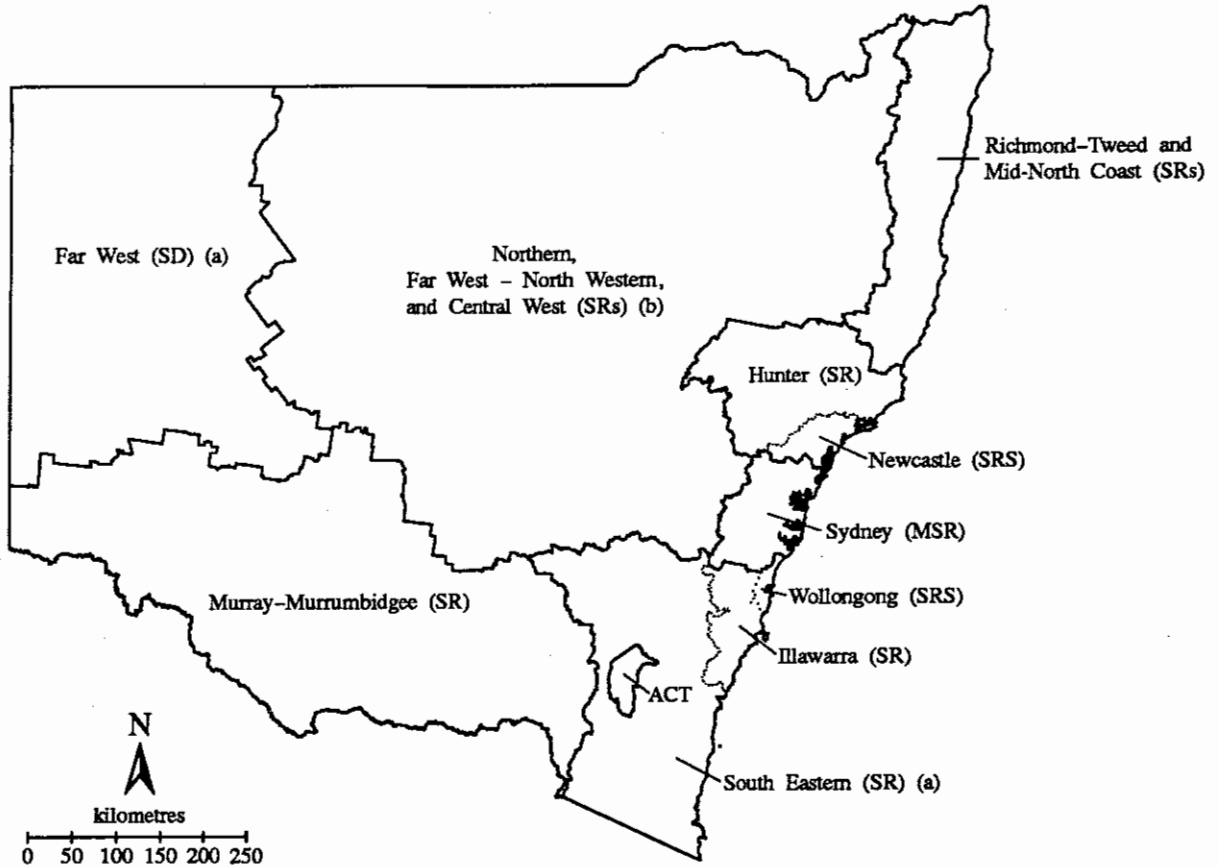 Richmond–Tweed and
Mid-North Coast (SRs)
Far West (SD) (a)
Northern,
Far West – North Western,
and Central West (SRs) (b)
Hunter (SR)
Newcastle (SRS)
Sydney (MSR)
Wollongong (SRS)
Murray–Murrumbidgee (SR)
Illawarra (SR)
ACT
N
South Eastern (SR) (a)
kilometres
0 50 100 150 200 250